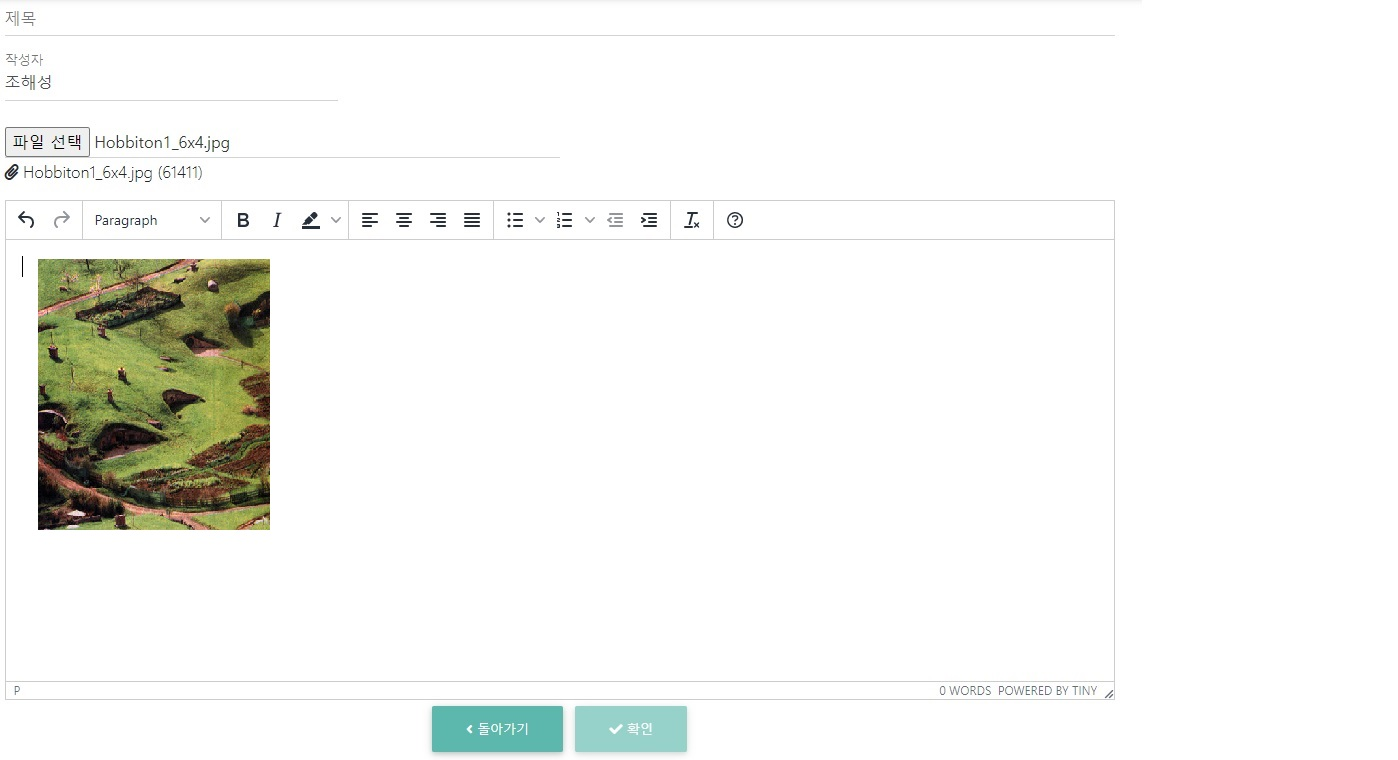 제목
작성자
조해성
파일 선택 Hobbiton1_6x4.jpg
Hobbiton1_6x4.jpg (61411)
Paragraph B I
P 0 WORDS POWERED BY TINY
돌아가기 확인